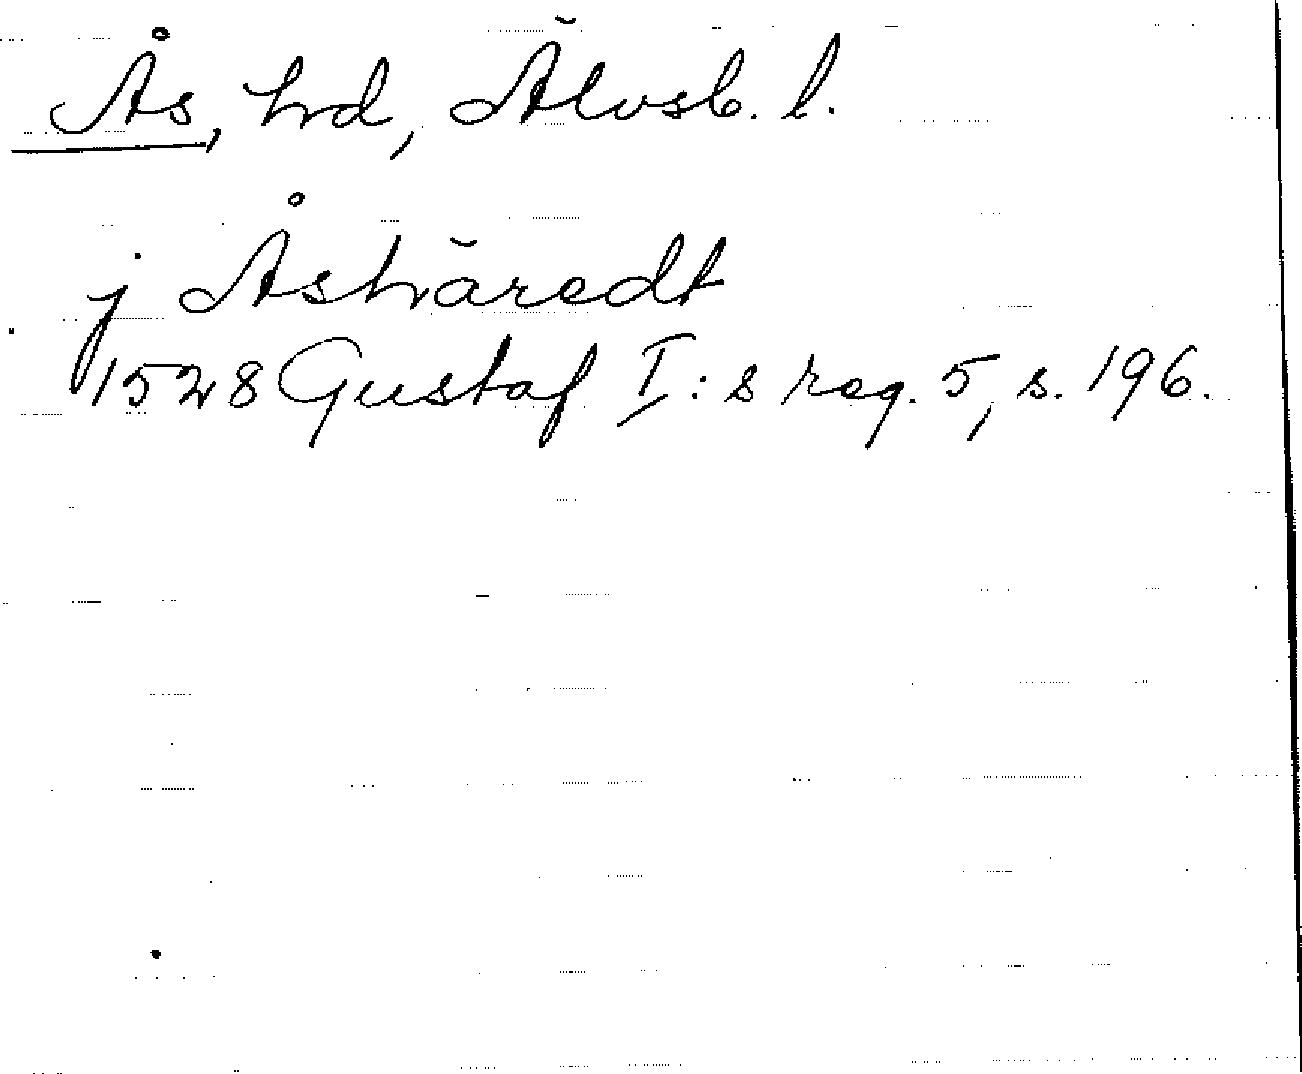 Ås, hd, Älvsb. l.
j Åshäredt
1528 Gustaf I:s reg. 5, s. 196.